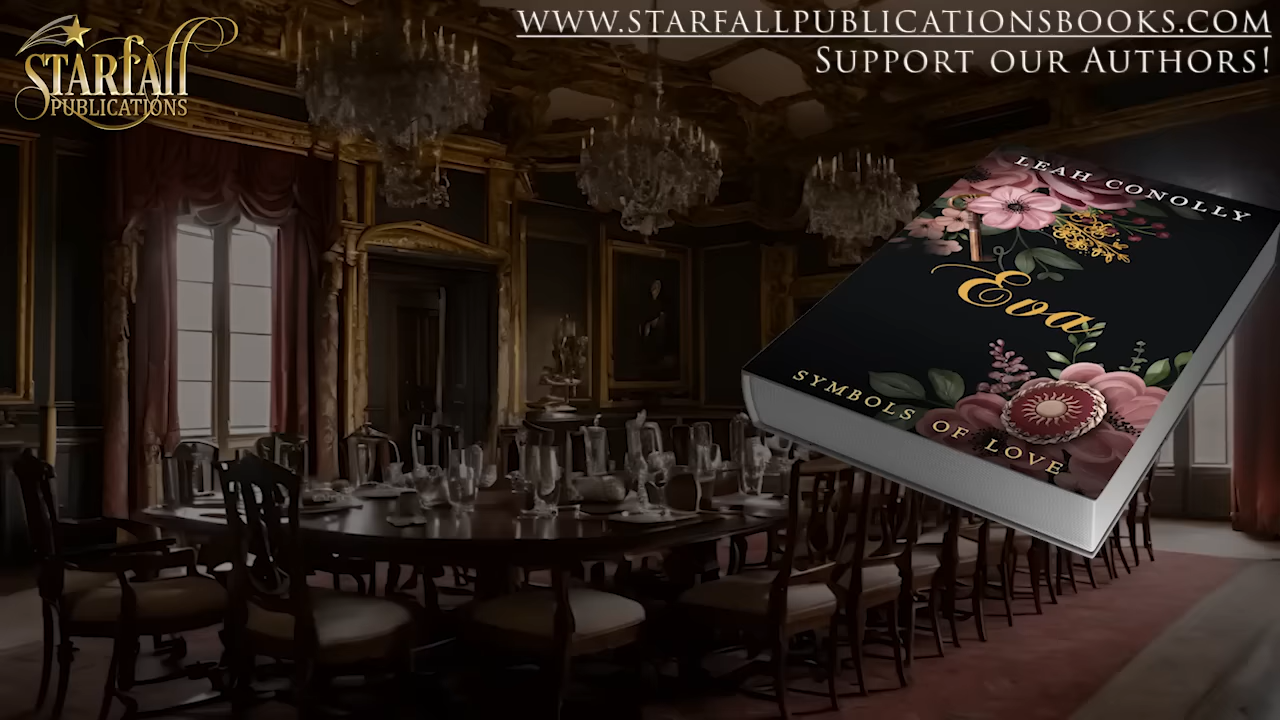 STARfall
PUBLICATIONS
WWW.STARFALLPUBLICATIONSBOOKS.COM
SUPPORT OUR AUTHORS!
LEAH CONOLLY
Eva
SYMBOLS OF LOVE